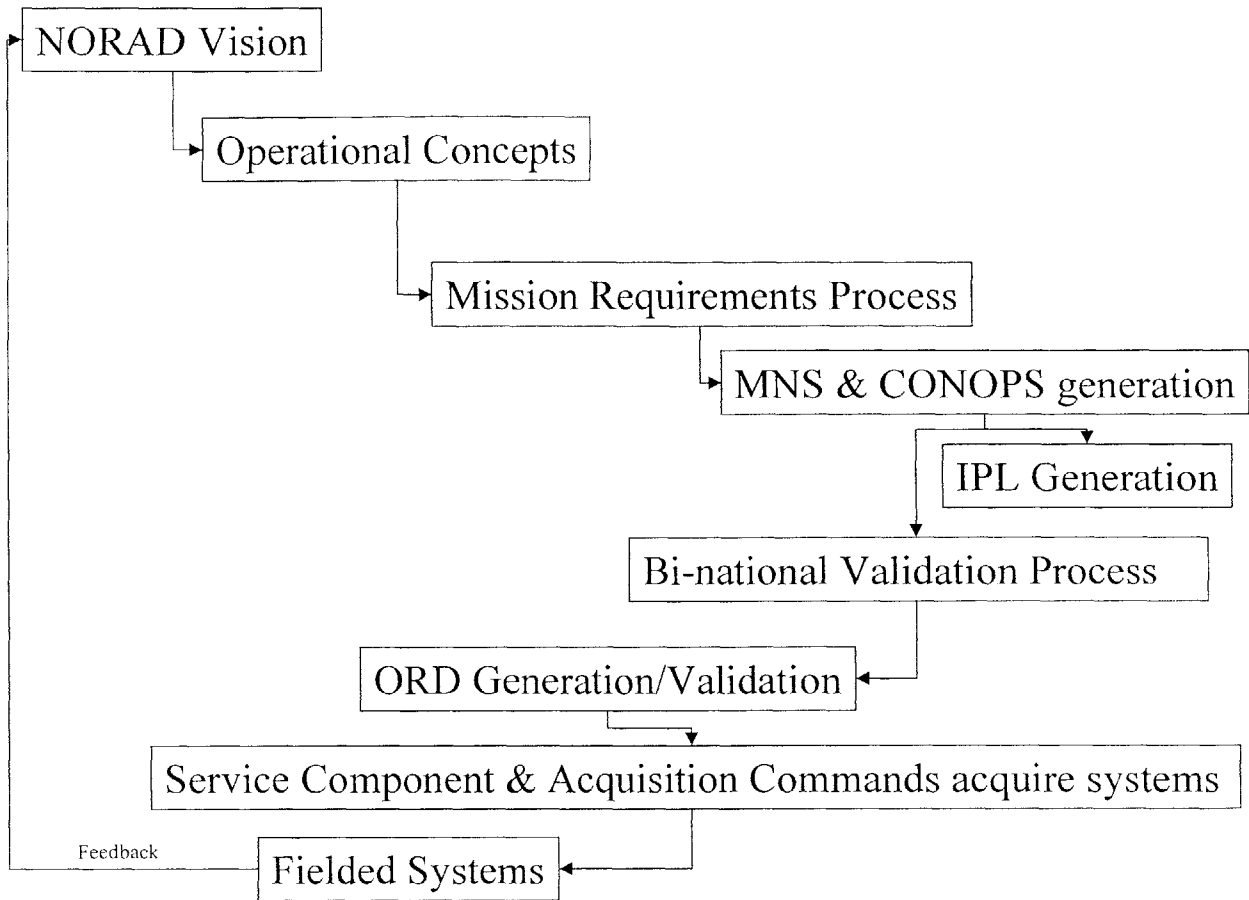 NORAD Vision
Operational Concepts
Mission Requirements Process
MNS & CONOPS generation
IPL Generation
Bi-national Validation Process
ORD Generation/Validation
Service Component & Acquisition Commands acquire systems
Feedback
Fielded Systems